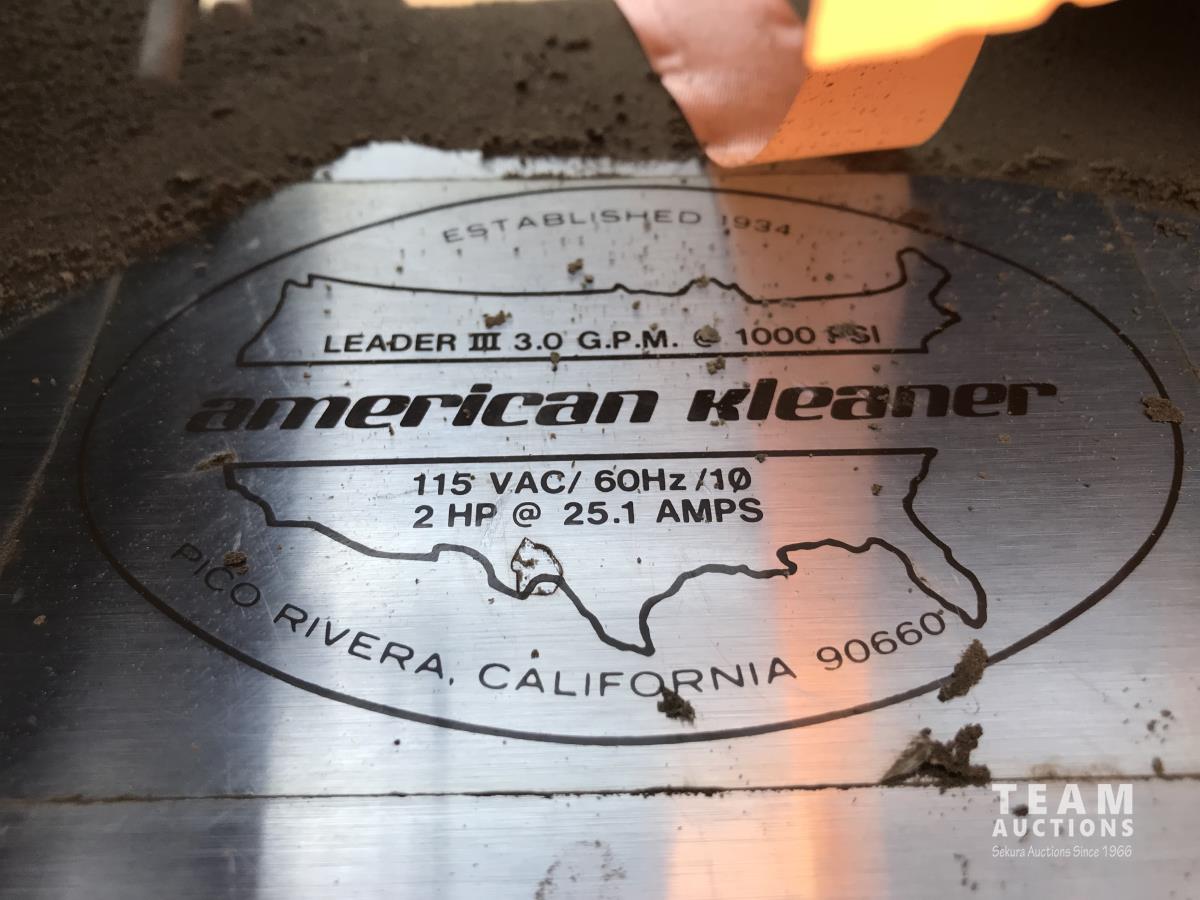 ESTABLISHED 1934
LEADER III 3.0 G.P.M. @ 1000 PSI
american kleaner
115 VAC/ 60Hz /1Ø
2 HP @ 25.1 AMPS
PICO RIVERA, CALIFORNIA 90660
TEAM
AUCTIONS
Sekura Auctions Since 1966